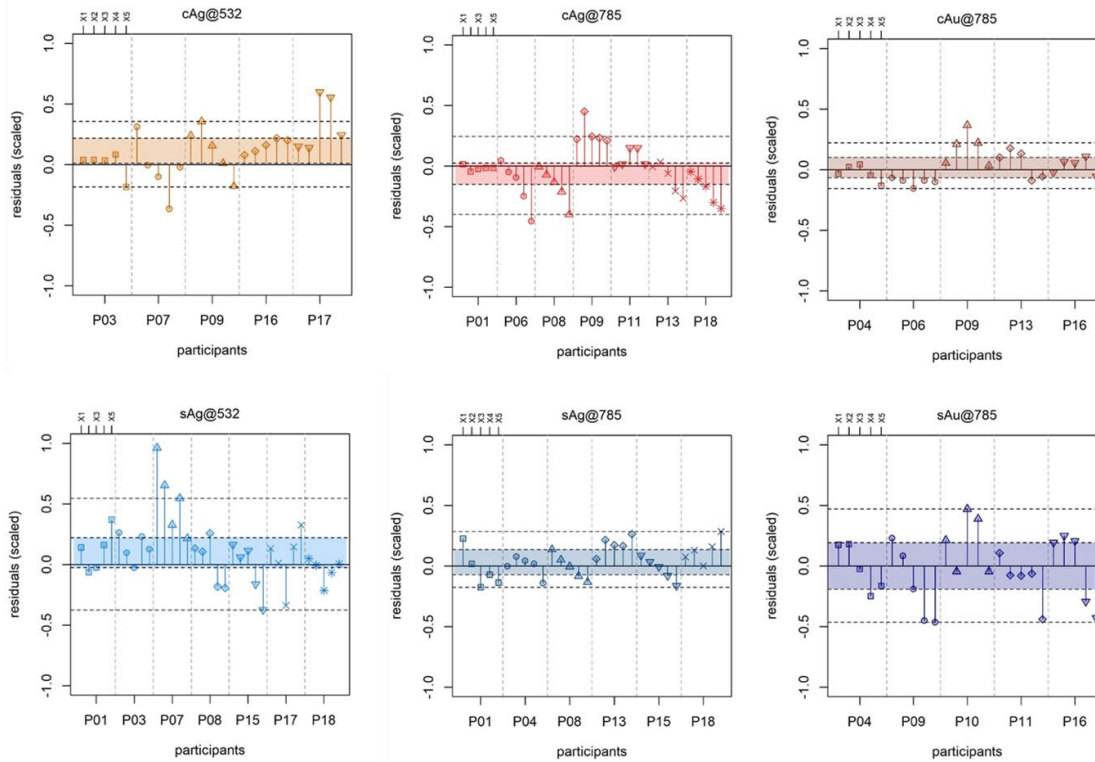 X1 X2 X3 X4 X5
cAg@532
residuals (scaled)
1.0
0.5
0.0
-0.5
-1.0
P03 P07 P09 P16 P17
participants
X1 X3 X5
cAg@785
residuals (scaled)
1.0
0.5
0.0
-0.5
-1.0
P01 P06 P08 P09 P11 P13 P18
participants
X1 X2 X3 X4 X5
cAu@785
residuals (scaled)
1.0
0.5
0.0
-0.5
-1.0
P04 P06 P09 P13 P16
participants
X1 X3 X5
sAg@532
residuals (scaled)
1.0
0.5
0.0
-0.5
-1.0
P01 P03 P07 P08 P15 P17 P18
participants
X1 X2 X3 X4 X5
sAg@785
residuals (scaled)
1.0
0.5
0.0
-0.5
-1.0
P01 P04 P08 P13 P15 P18
participants
X1 X2 X3 X4 X5
sAu@785
residuals (scaled)
1.0
0.5
0.0
-0.5
-1.0
P04 P09 P10 P11 P16
participants